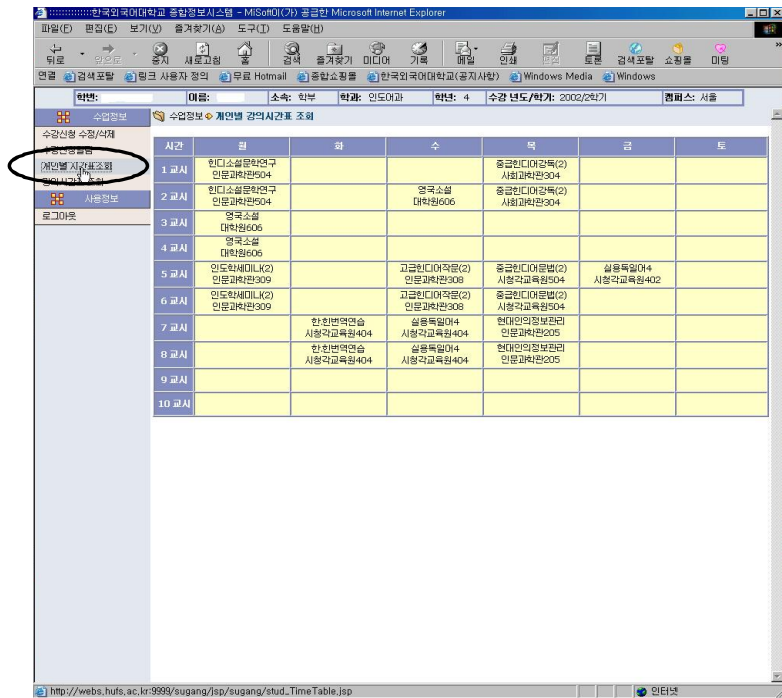 ::::::::::::::한국외국어대학교 종합정보시스템 - MiSoft이(가) 공급한 Microsoft Internet Explorer
파일(F) 편집(E) 보기(V) 즐겨찾기(A) 도구(T) 도움말(H)
뒤로 앞으로 중지 새로고침 홈 검색 즐겨찾기 미디어 기록 메일 인쇄 편집 토론 검색포탈 쇼핑몰 미팅
연결 검색포탈 링크 사용자 정의 무료 Hotmail 종합쇼핑몰 한국외국어대학교(공지사항) Windows Media Windows
학번: 이름: 소속: 학부 학과: 인도어과 학년: 4 수강 년도/학기: 2002/2학기 캠퍼스: 서울
수업정보
수강신청 수정/삭제
개인별 시간표조회
사용정보
로그아웃
수업정보 개인별 강의시간표 조회
시간 월 화 수 목 금 토
1 교시 힌디소설문학연구 중급힌디어강독(2)
인문과학관504 사회과학관304
2 교시 힌디소설문학연구 영국소설 중급힌디어강독(2)
인문과학관504 대학원606 사회과학관304
3 교시 영국소설
대학원606
4 교시 영국소설
대학원606
5 교시 인도학세미나(2) 고급힌디어작문(2) 중급힌디어문법(2) 실용독일어4
인문과학관309 인문과학관308 시청각교육원504 시청각교육원402
6 교시 인도학세미나(2) 고급힌디어작문(2) 중급힌디어문법(2)
인문과학관309 인문과학관308 시청각교육원504
7 교시 한.힌번역연습 실용독일어4 현대인의정보관리
시청각교육원404 시청각교육원404 인문과학관205
8 교시 한.힌번역연습 실용독일어4 현대인의정보관리
시청각교육원404 시청각교육원404 인문과학관205
9 교시
10 교시
http://webs.hufs.ac.kr:9999/sugang/jsp/sugang/stud_TimeTable.jsp 인터넷